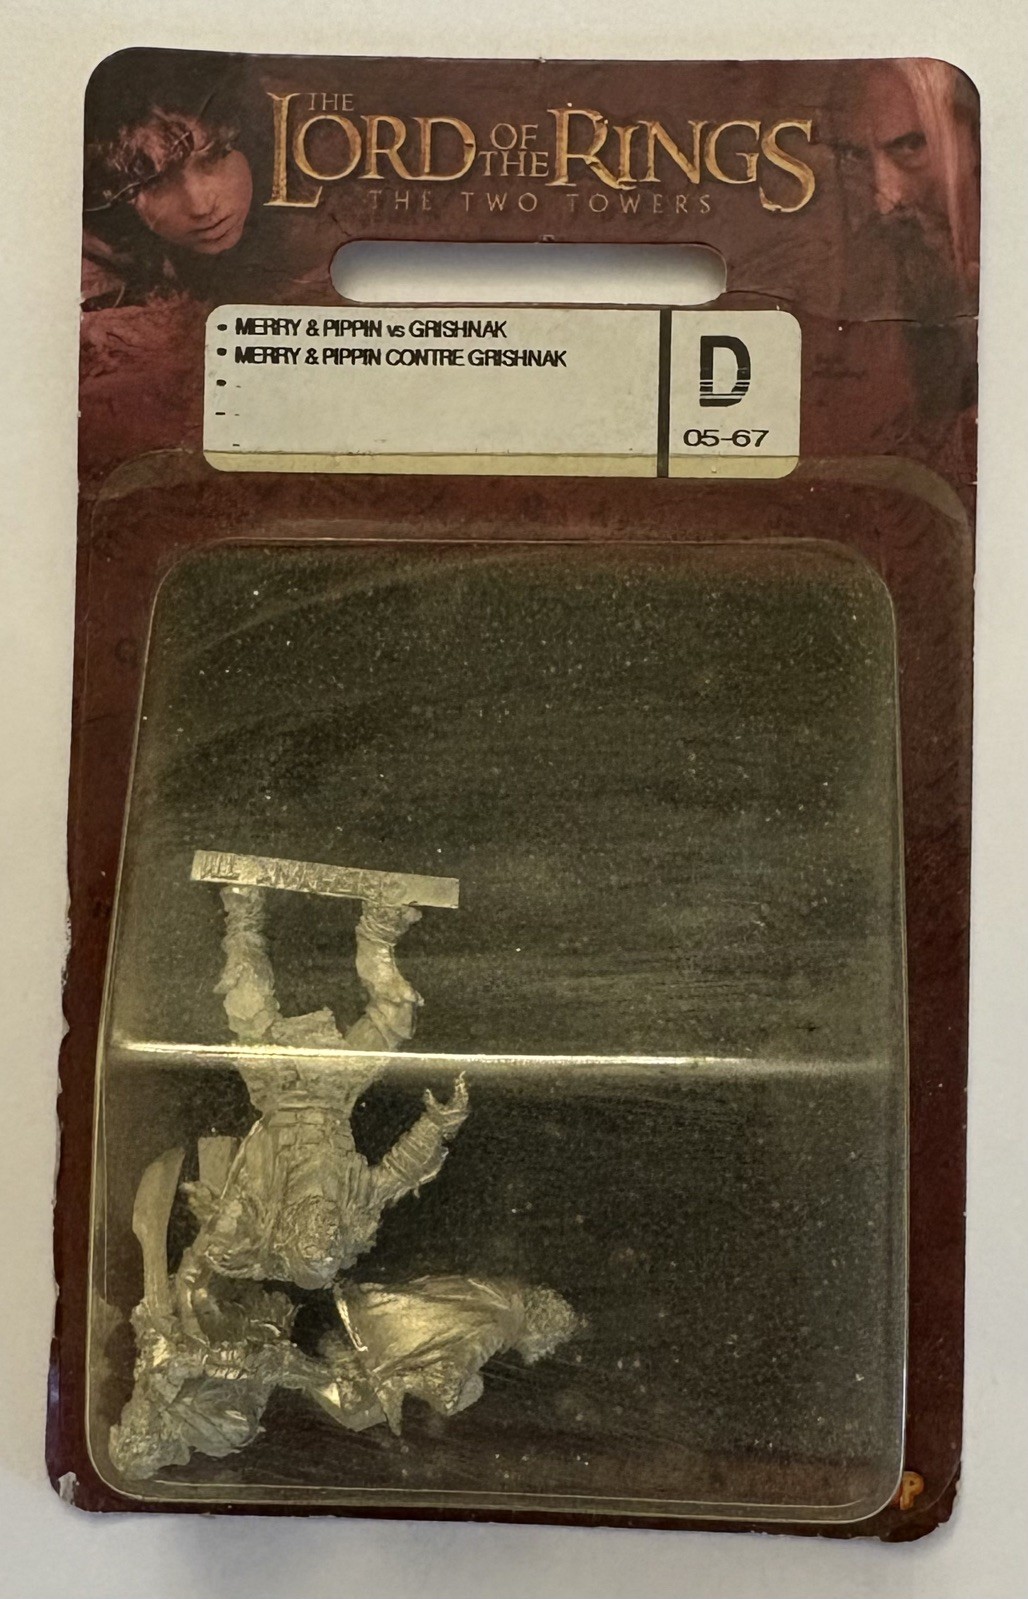 THE
LORD OF THE RINGS
THE TWO TOWERS
• MERRY & PIPPIN vs GRISHNAK
• MERRY & PIPPIN CONTRE GRISHNAK
D
05-67